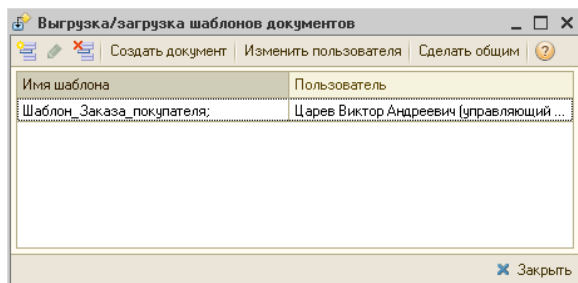 Выгрузка/загрузка шаблонов документов
Создать документ Изменить пользователя Сделать общим ?
Имя шаблона Пользователь
Шаблон_Заказа_покупателя; Царев Виктор Андреевич (управляющий ...
Закрыть